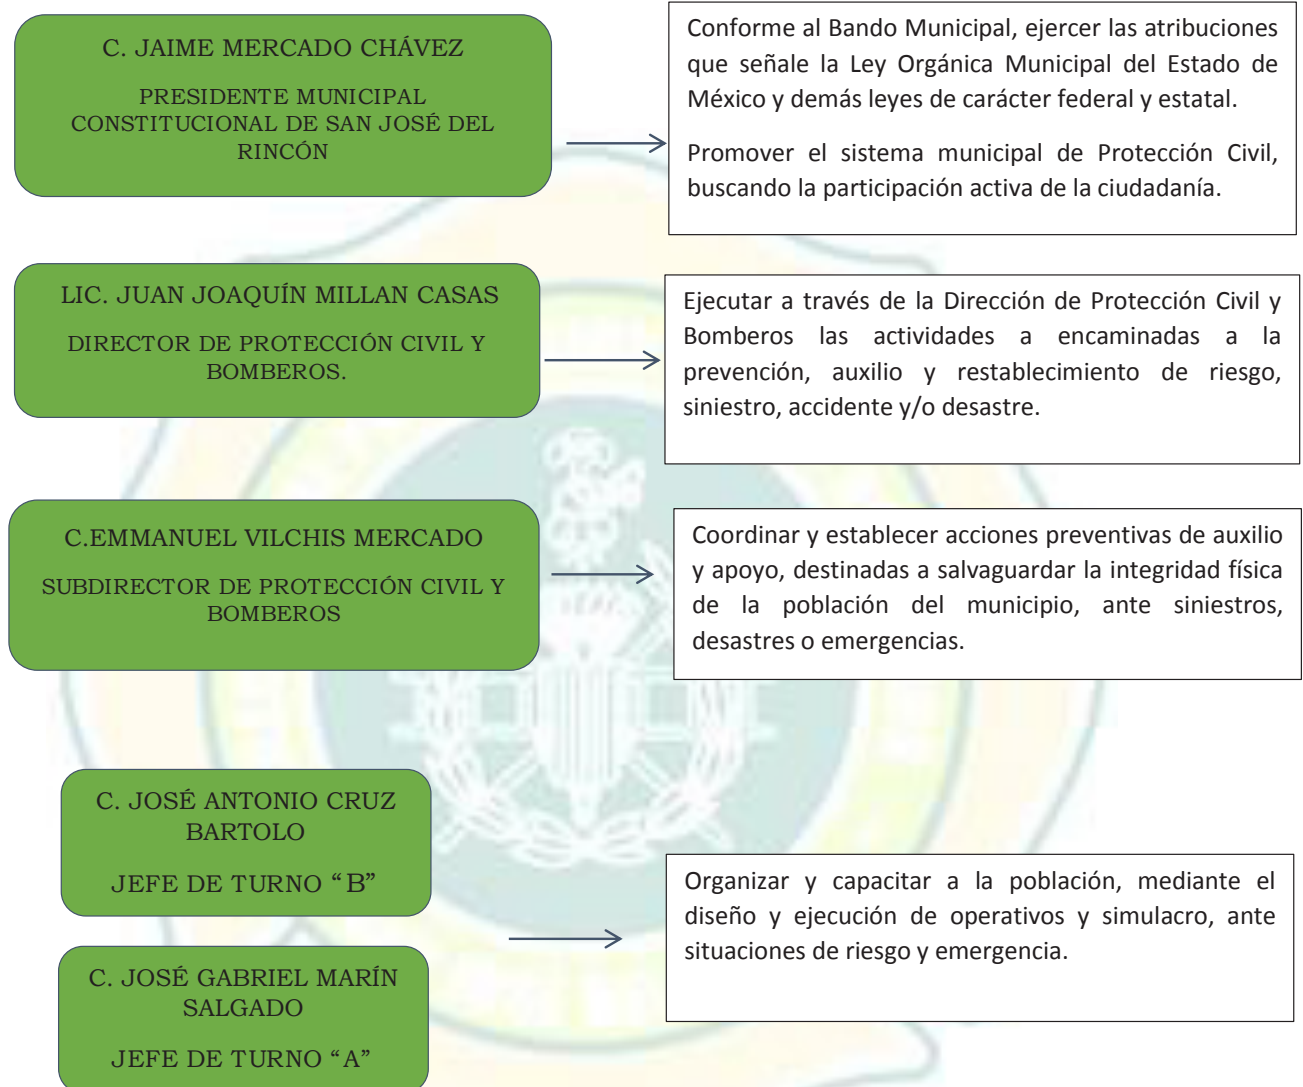 C. JAIME MERCADO CHÁVEZ
PRESIDENTE MUNICIPAL
CONSTITUCIONAL DE SAN JOSÉ DEL
RINCÓN
Conforme al Bando Municipal, ejercer las atribuciones
que señale la Ley Orgánica Municipal del Estado de
México y demás leyes de carácter federal y estatal.
Promover el sistema municipal de Protección Civil,
buscando la participación activa de la ciudadanía.
LIC. JUAN JOAQUÍN MILLAN CASAS
DIRECTOR DE PROTECCIÓN CIVIL Y
BOMBEROS.
Ejecutar a través de la Dirección de Protección Civil y
Bomberos las actividades a encaminadas a la
prevención, auxilio y restablecimiento de riesgo,
siniestro, accidente y/o desastre.
C.EMMANUEL VILCHIS MERCADO
SUBDIRECTOR DE PROTECCIÓN CIVIL Y
BOMBEROS
Coordinar y establecer acciones preventivas de auxilio
y apoyo, destinadas a salvaguardar la integridad física
de la población del municipio, ante siniestros,
desastres o emergencias.
C. JOSÉ ANTONIO CRUZ
BARTOLO
JEFE DE TURNO “B”
C. JOSÉ GABRIEL MARÍN
SALGADO
JEFE DE TURNO “A”
Organizar y capacitar a la población, mediante el
diseño y ejecución de operativos y simulacro, ante
situaciones de riesgo y emergencia.